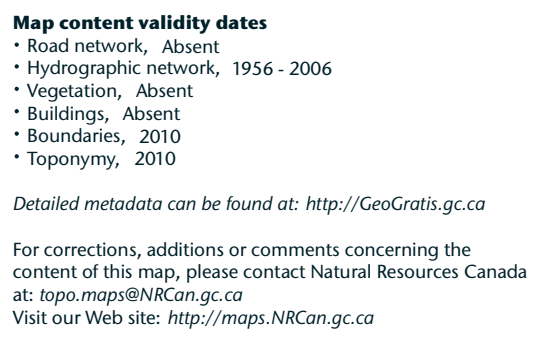 Map content validity dates
• Road network, Absent
• Hydrographic network, 1956 - 2006
• Vegetation, Absent
• Buildings, Absent
• Boundaries, 2010
• Toponymy, 2010
Detailed metadata can be found at: http://GeoGratis.gc.ca
For corrections, additions or comments concerning the
content of this map, please contact Natural Resources Canada
at: topo.maps@NRCan.gc.ca
Visit our Web site: http://maps.NRCan.gc.ca